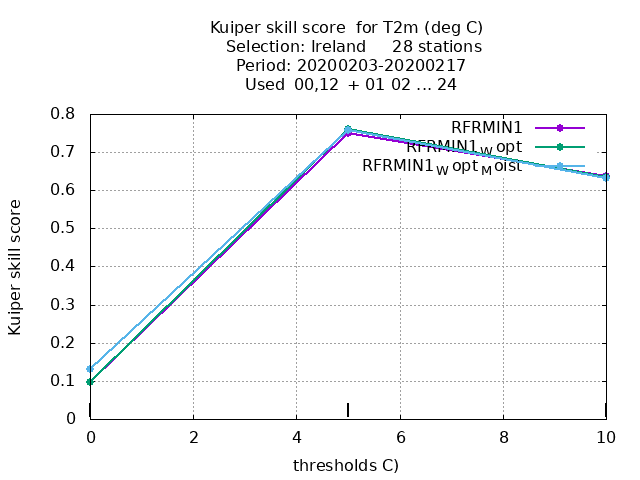 Kuiper skill score for T2m (deg C)
Selection: Ireland 28 stations
Period: 20200203-20200217
Used 00,12 + 01 02 ... 24
0.8
0.7
0.6
0.5
0.4
0.3
0.2
0.1
0
Kuiper skill score
RFRMIN1
RFRMIN1Wopt
RFRMIN1WoptMoist
0 2 4 6 8 10
thresholds C)